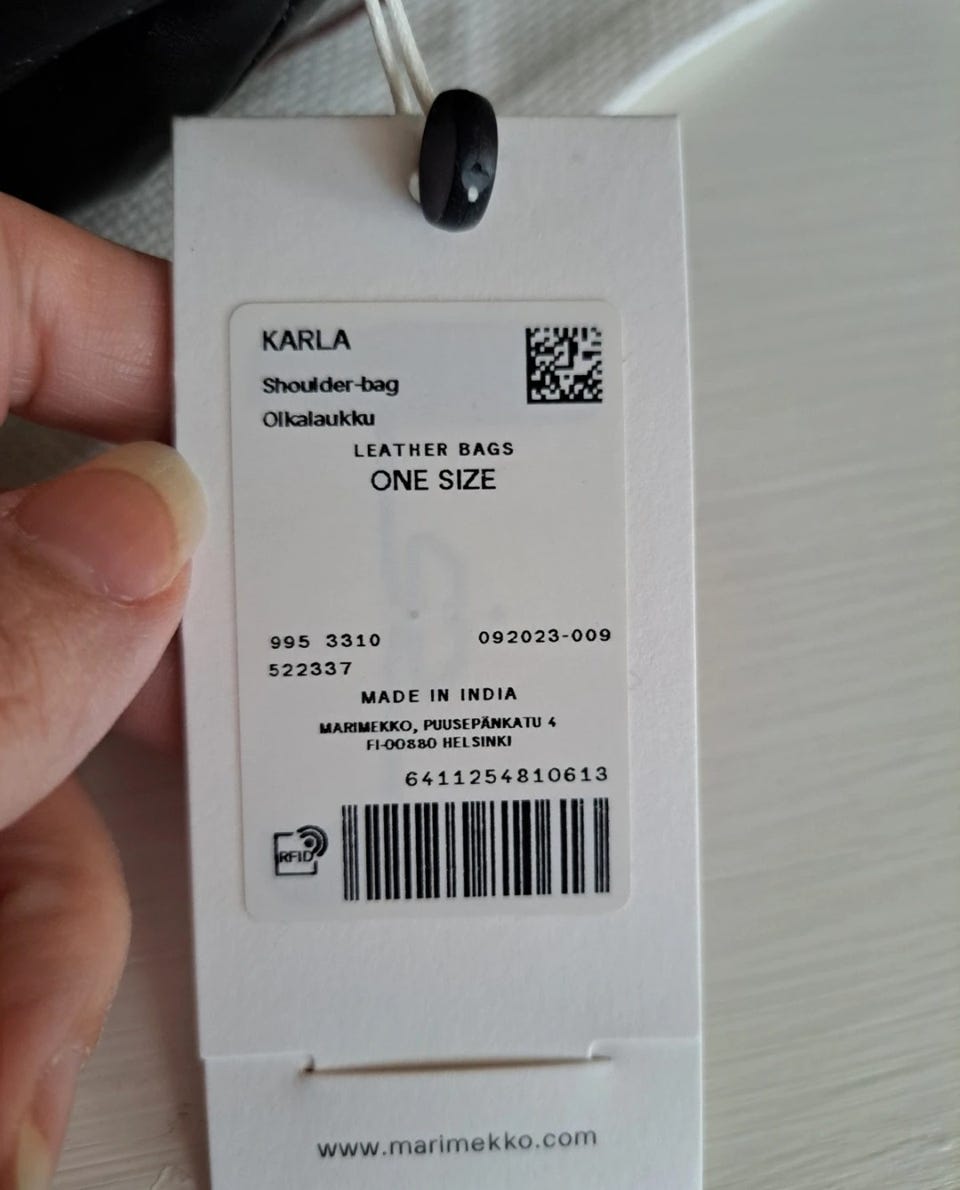 KARLA
Shoulder-bag
Olkalaukku
LEATHER BAGS
ONE SIZE
995 3310 092023-009
522337
MADE IN INDIA
MARIMEKKO, PUUSEPÄNKATU 4
FI-00880 HELSINKI
6411254810613
RFID
www.marimekko.com